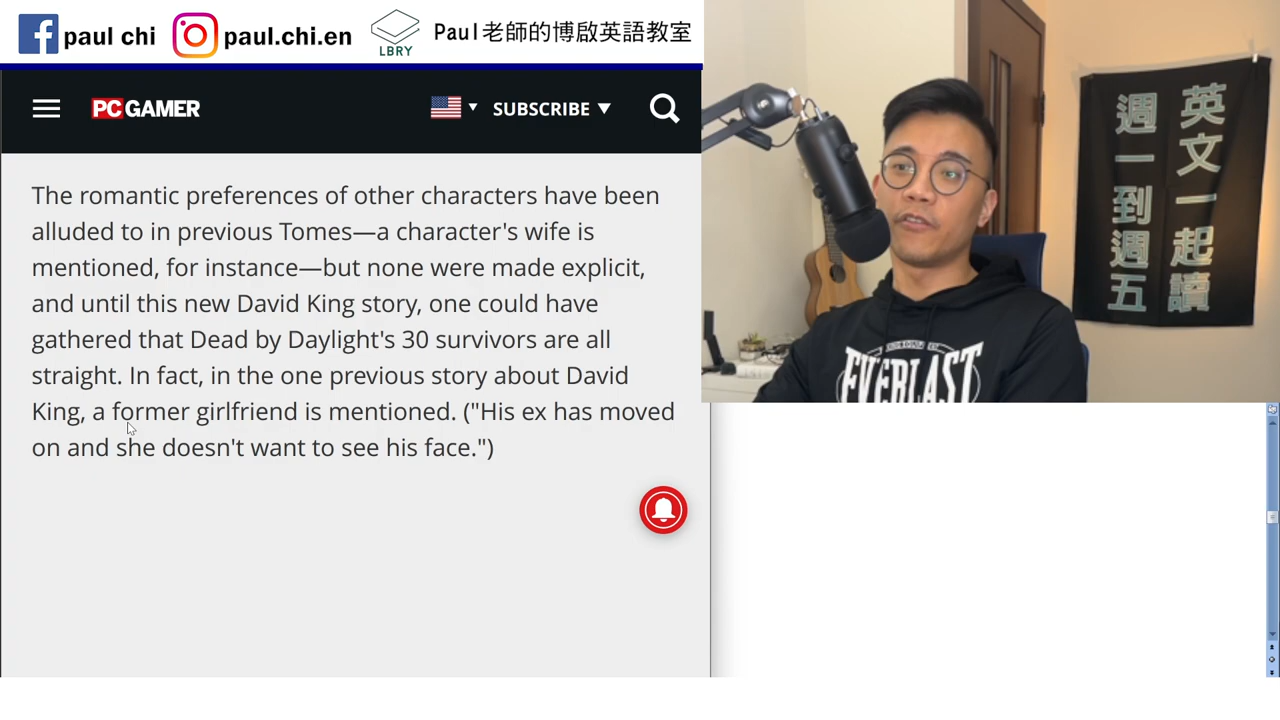 paul chi
paul.chi.en
LBRY
Paul老師的博啟英語教室
PC GAMER
SUBSCRIBE
The romantic preferences of other characters have been
alluded to in previous Tomes—a character's wife is
mentioned, for instance—but none were made explicit,
and until this new David King story, one could have
gathered that Dead by Daylight's 30 survivors are all
straight. In fact, in the one previous story about David
King, a former girlfriend is mentioned. ("His ex has moved
on and she doesn't want to see his face.")
英文一起讀
週一到週五
EVERLAST